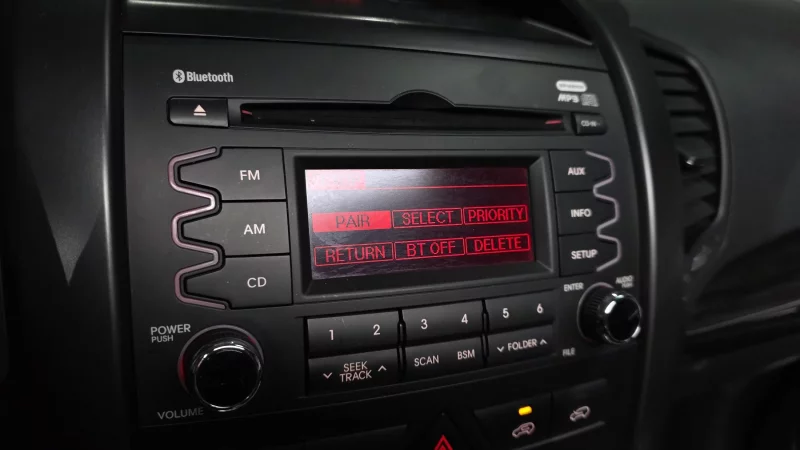 Bluetooth
MP3
CD-IN
FM
AUX
AM
INFO
CD
SETUP
PAIR SELECT PRIORITY
RETURN BT OFF DELETE
ENTER AUDIO
POWER
PUSH
1 2 3 4 5 6
SEEK
TRACK
SCAN BSM
FOLDER
FILE
VOLUME